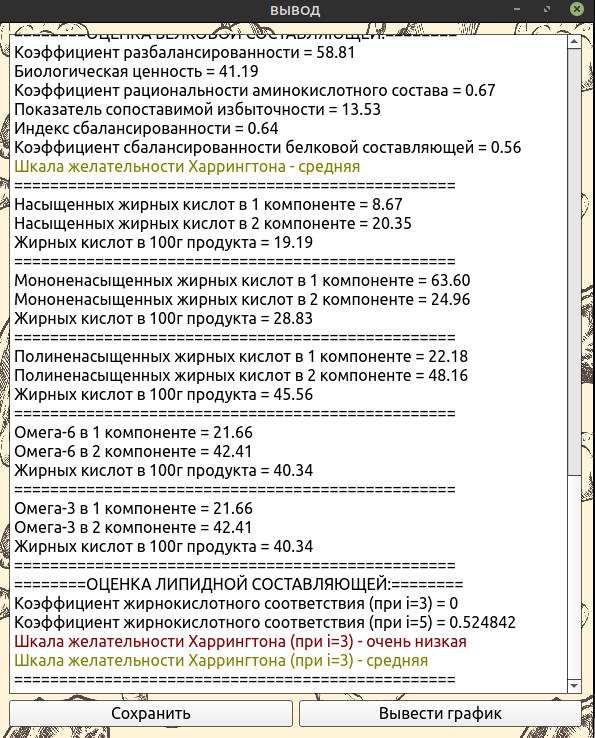 ВЫВОД
========ОЦЕНКА БЕЛКОВОЙ СОСТАВЛЯЮЩЕЙ:========
Коэффициент разбалансированности = 58.81
Биологическая ценность = 41.19
Коэффициент рациональности аминокислотного состава = 0.67
Показатель сопоставимой избыточности = 13.53
Индекс сбалансированности = 0.64
Коэффициент сбалансированности белковой составляющей = 0.56
Шкала желательности Харрингтона - средняя
=================================================
Насыщенных жирных кислот в 1 компоненте = 8.67
Насыщенных жирных кислот в 2 компоненте = 20.35
Жирных кислот в 100г продукта = 19.19
=================================================
Мононенасыщенных жирных кислот в 1 компоненте = 63.60
Мононенасыщенных жирных кислот в 2 компоненте = 24.96
Жирных кислот в 100г продукта = 28.83
=================================================
Полиненасыщенных жирных кислот в 1 компоненте = 22.18
Полиненасыщенных жирных кислот в 2 компоненте = 48.16
Жирных кислот в 100г продукта = 45.56
=================================================
Омега-6 в 1 компоненте = 21.66
Омега-6 в 2 компоненте = 42.41
Жирных кислот в 100г продукта = 40.34
=================================================
Омега-3 в 1 компоненте = 21.66
Омега-3 в 2 компоненте = 42.41
Жирных кислот в 100г продукта = 40.34
=================================================
========ОЦЕНКА ЛИПИДНОЙ СОСТАВЛЯЮЩЕЙ:========
Коэффициент жирнокислотного соответствия (при i=3) = 0
Коэффициент жирнокислотного соответствия (при i=5) = 0.524842
Шкала желательности Харрингтона (при i=3) - очень низкая
Шкала желательности Харрингтона (при i=3) - средняя
=================================================
Сохранить
Вывести график